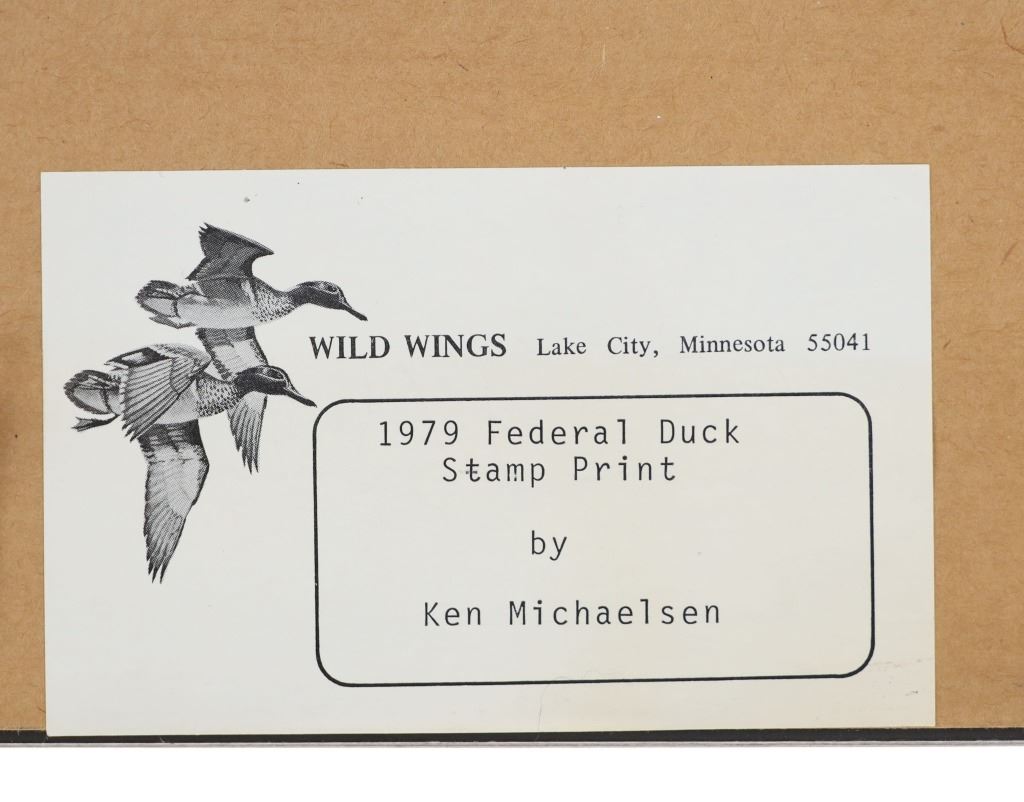 WILD WINGS Lake City, Minnesota 55041
1979 Federal Duck
Stamp Print
by
Ken Michaelsen